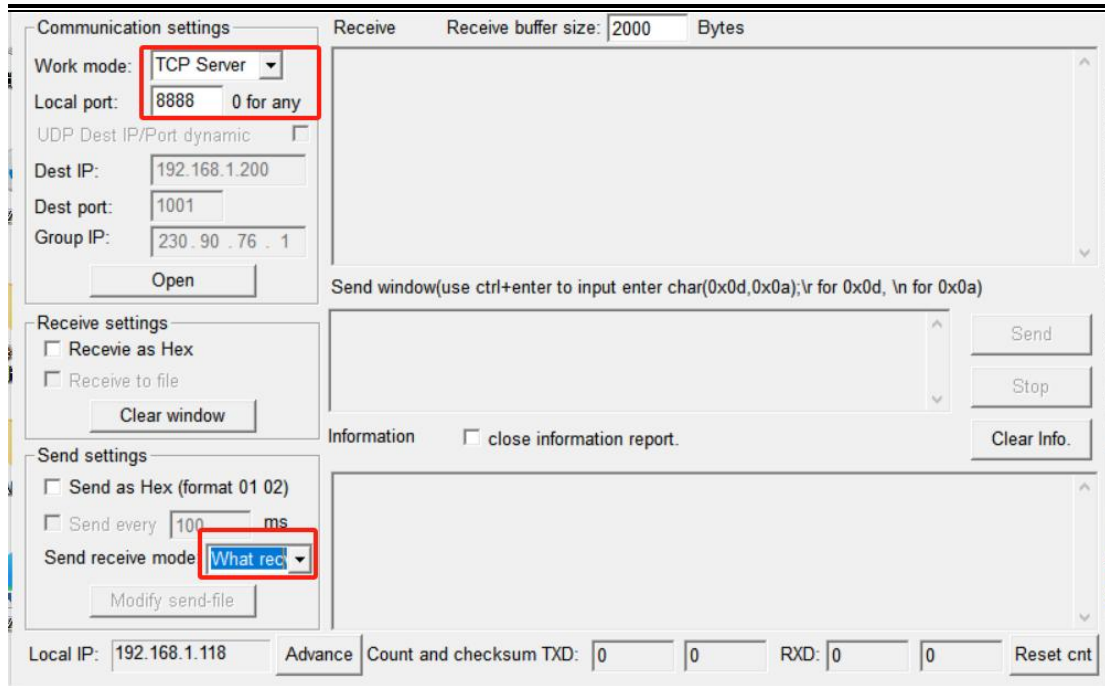 Communication settings
Work mode: TCP Server
Local port: 8888 0 for any
UDP Dest IP/Port dynamic
Dest IP: 192.168.1.200
Dest port: 1001
Group IP: 230 . 90 . 76 . 1
Open
Receive settings
Recevie as Hex
Receive to file
Clear window
Send settings
Send as Hex (format 01 02)
Send every 100 ms
Send receive mode What rec
Modify send-file
Receive Receive buffer size: 2000 Bytes
Send window(use ctrl+enter to input enter char(0x0d,0x0a);\r for 0x0d, \n for 0x0a)
Send
Stop
Information close information report.
Clear Info.
Local IP: 192.168.1.118 Advance Count and checksum TXD: 0 0 RXD: 0 0 Reset cnt